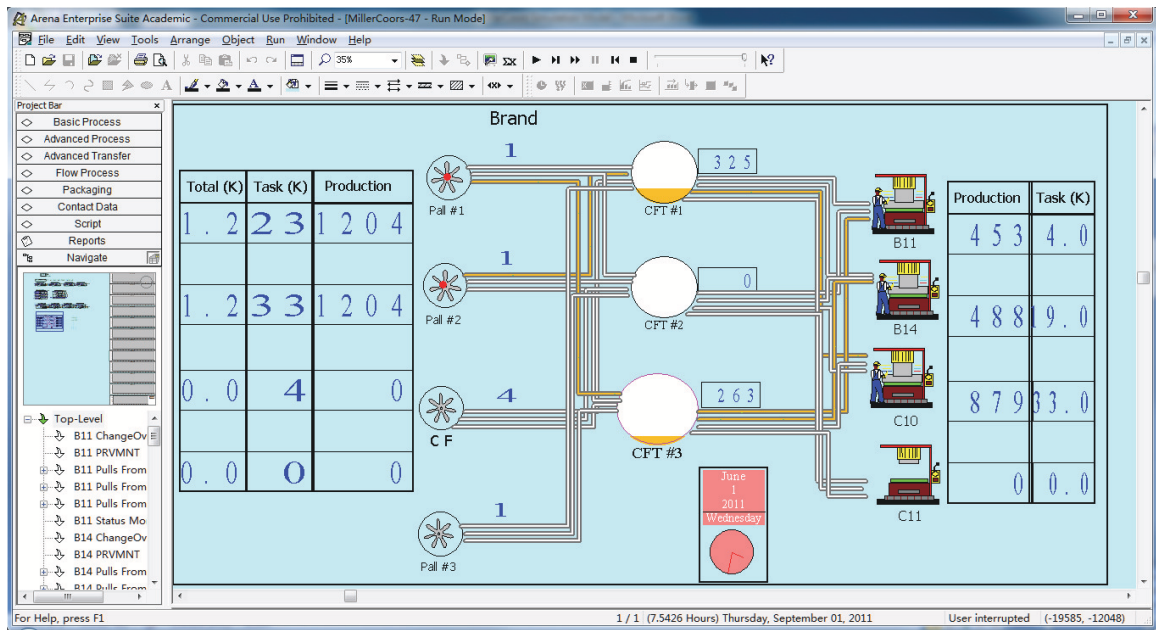 Arena Enterprise Suite Academic - Commercial Use Prohibited - [MillerCoors-47 - Run Mode]
File Edit View Tools Arrange Object Run Window Help
35%
Project Bar x
Basic Process
Advanced Process
Advanced Transfer
Flow Process
Packaging
Contact Data
Script
Reports
Navigate
Top-Level
B11 ChangeOv
B11 PRVMNT
B11 Pulls From
B11 Pulls From
B11 Pulls From
B11 Status Mo
B14 ChangeOv
B14 PRVMNT
B14 Pulls From
B14 Pulls From
Brand
Total (K) Task (K) Production
1.2 23 1204
1.2 33 1204
0.0 4 0
0.0 0 0
1
Pall #1
1
Pall #2
4
C F
1
Pall #3
325
CFT #1
0
CFT #2
263
CFT #3
June
1
2011
Wednesday
B11
B14
C10
C11
Production Task (K)
453 4.0
488 19.0
879 33.0
0 0.0
For Help, press F1 1 / 1 (7.5426 Hours) Thursday, September 01, 2011 User interrupted (-19585, -12048)